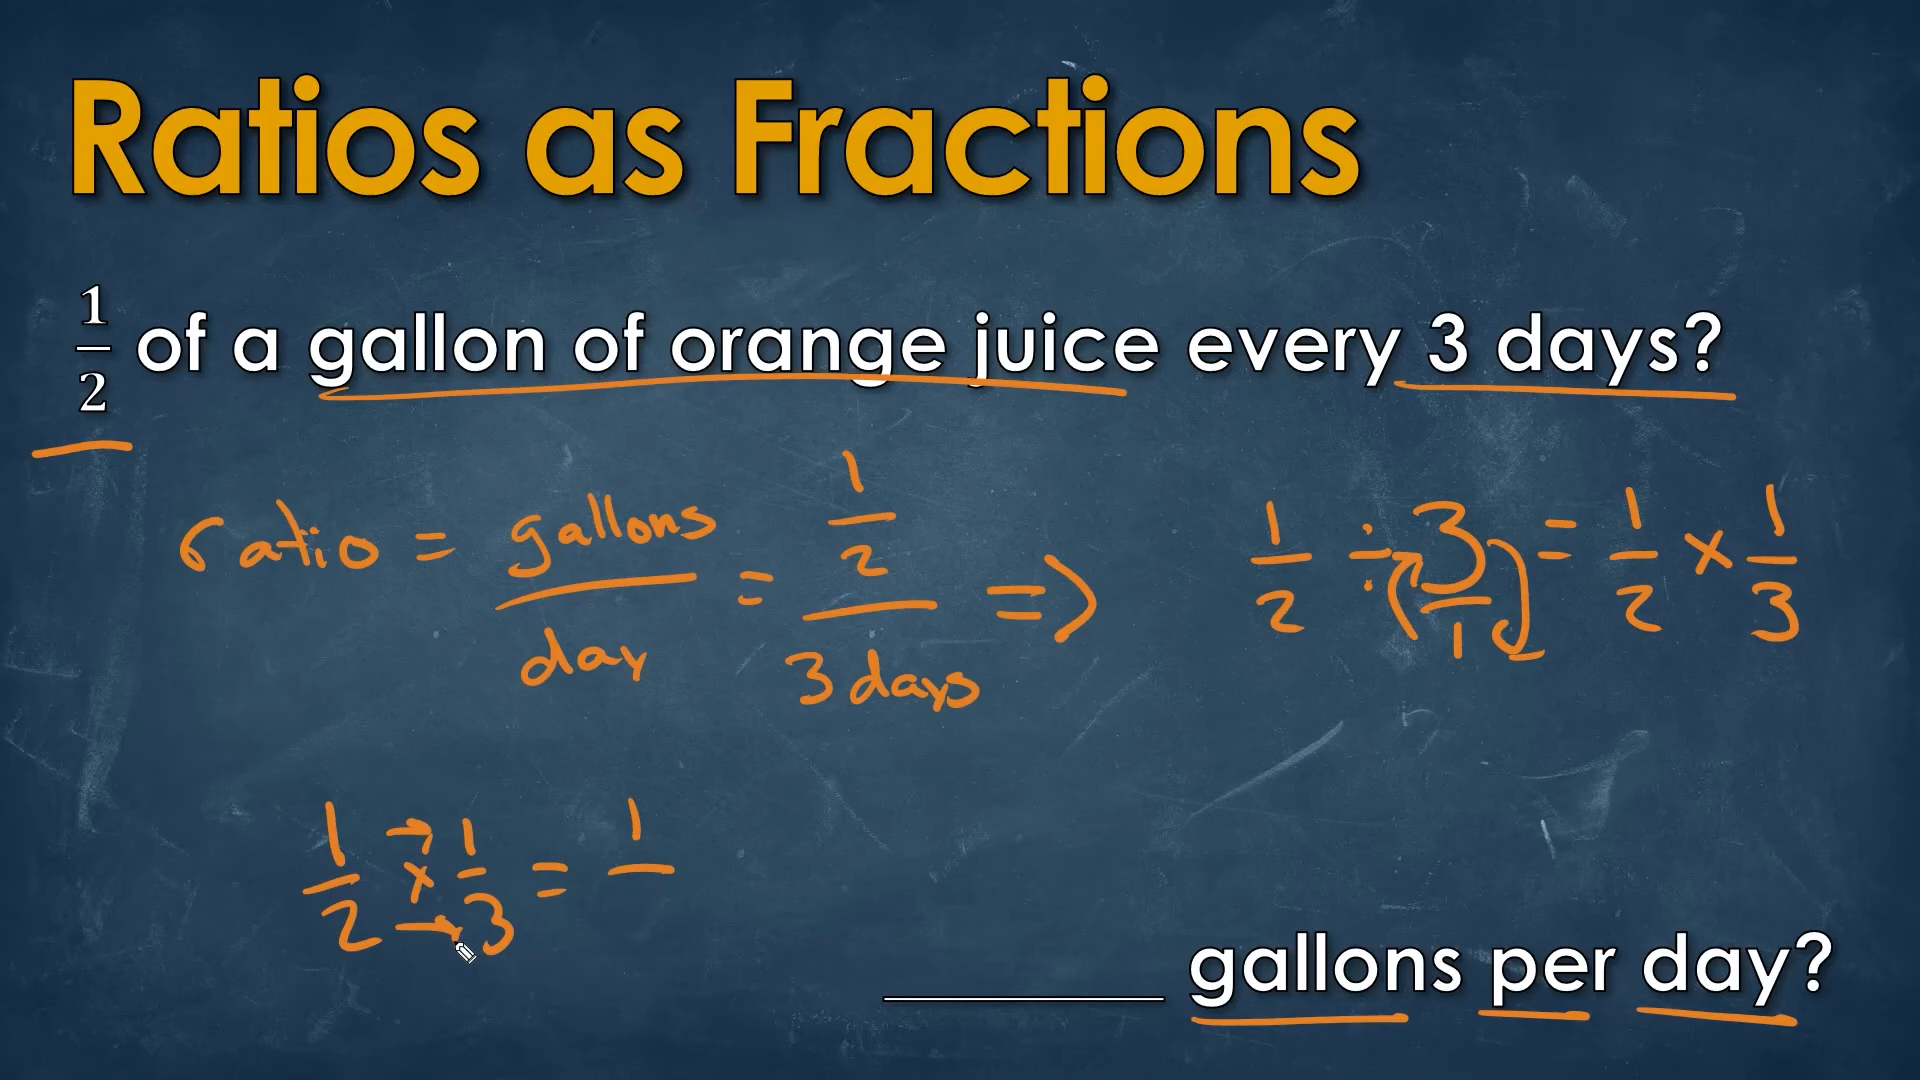 Ratios as Fractions
1/2 of a gallon of orange juice every 3 days?
ratio = gallons/day = 1/2 / 3 days => 1/2 ÷ 3/1 = 1/2 × 1/3
1/2 × 1/3 = 1/
gallons per day?